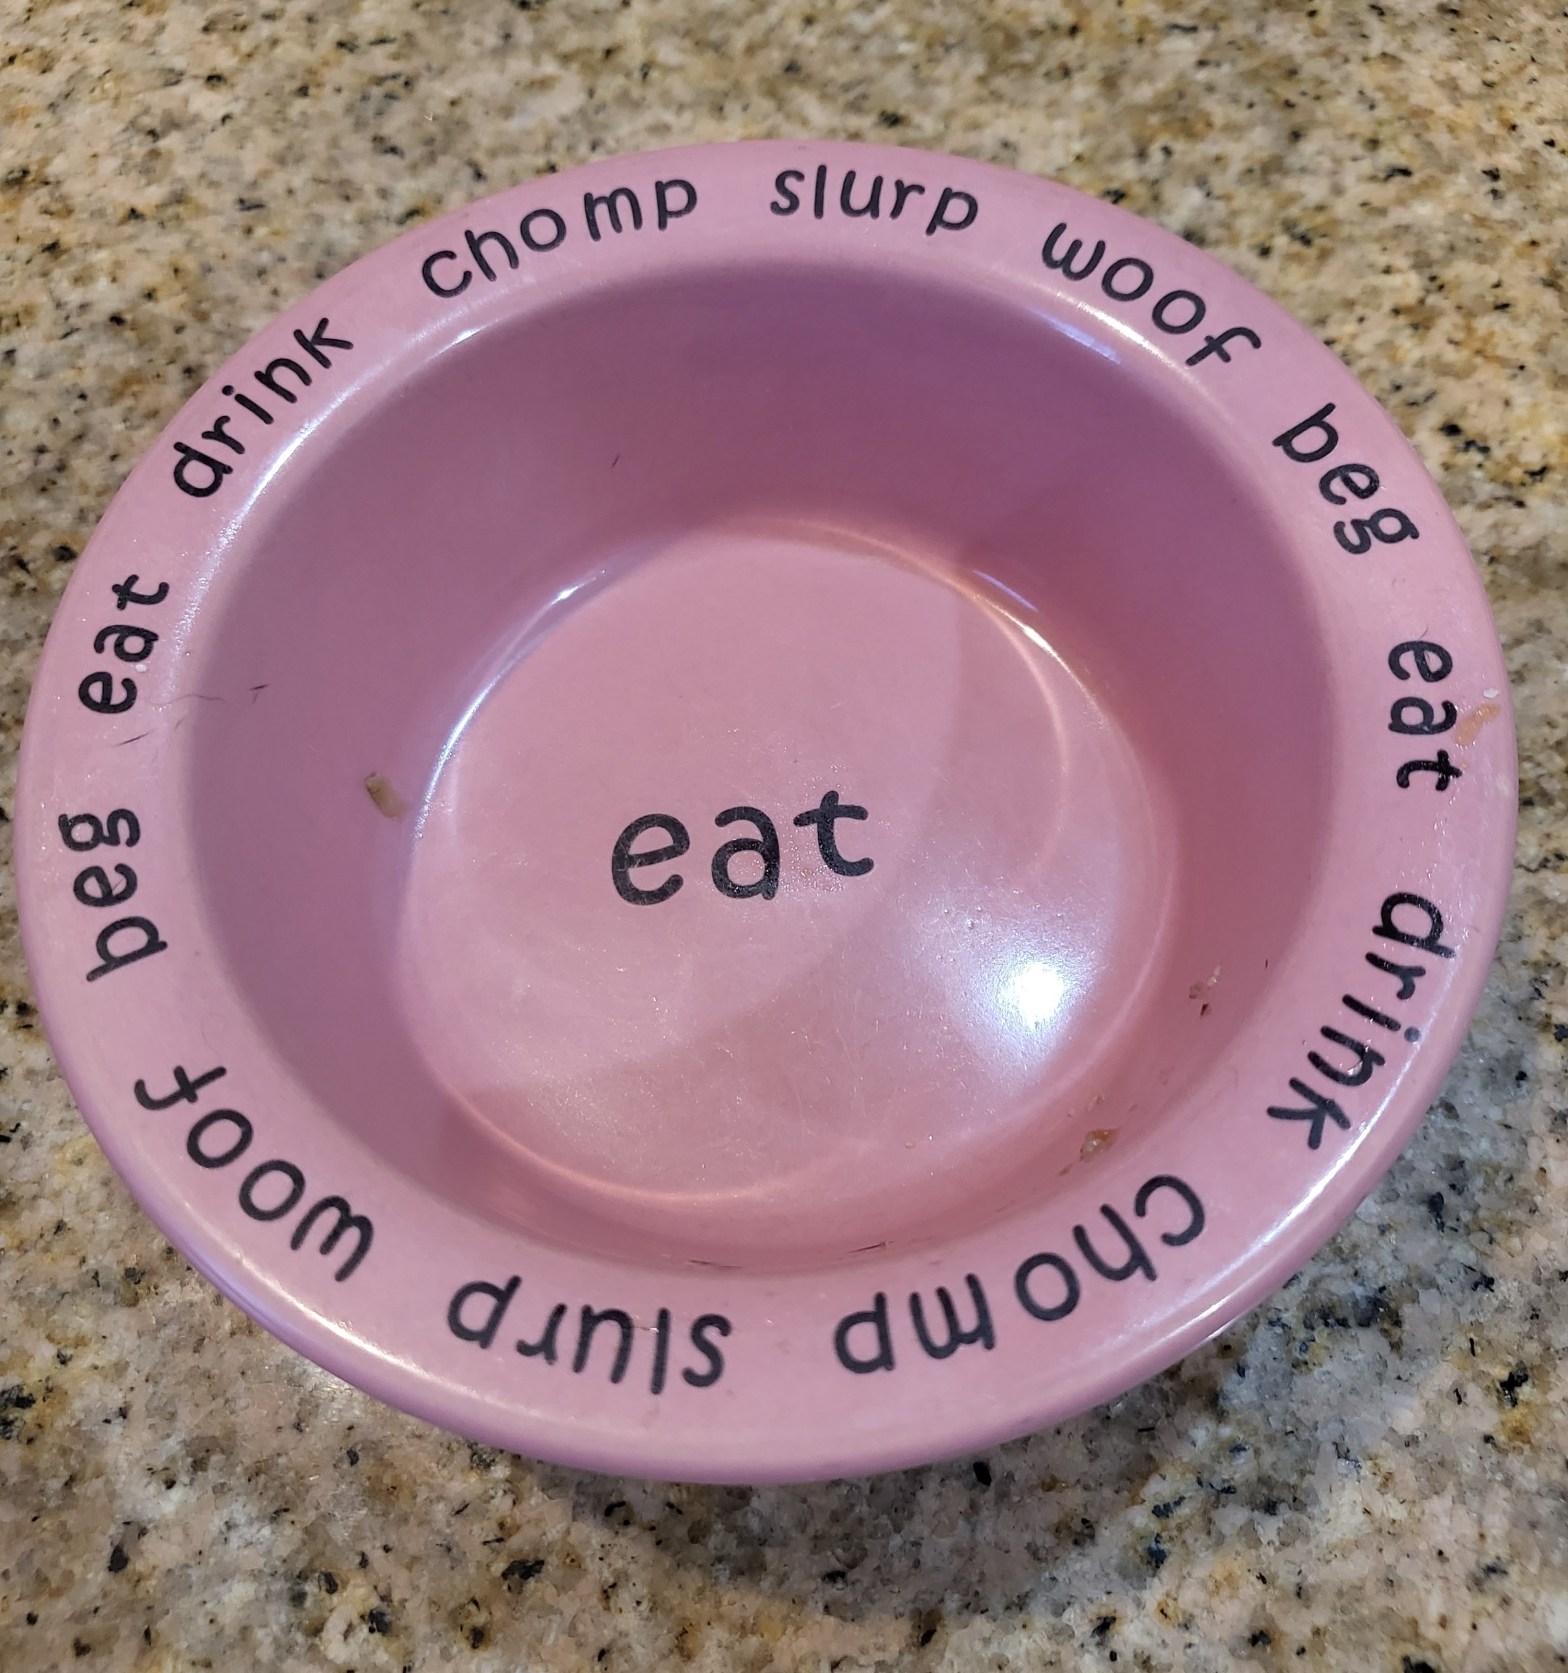 eat drink chomp slurp woof beg eat drink chomp slurp woof beg
eat